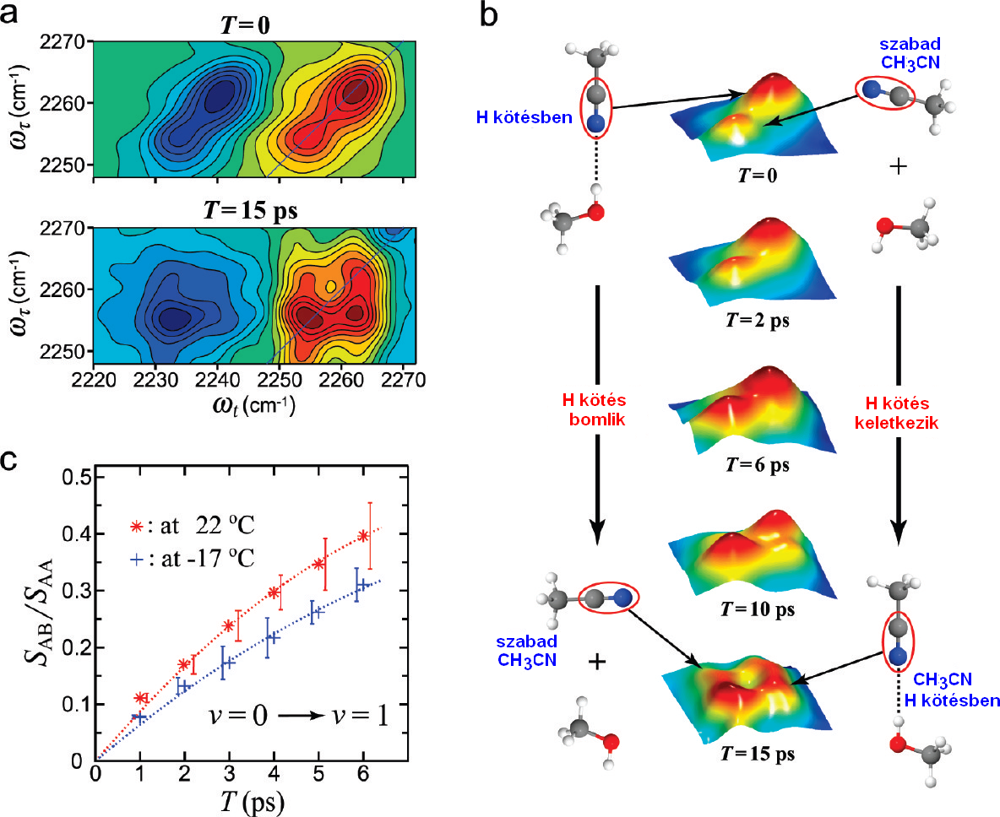 a
T = 0
2270
2260
2250
ωτ (cm-1)
T = 15 ps
2270
2260
2250
ωτ (cm-1)
2220 2230 2240 2250 2260 2270
ωt (cm-1)
b
szabad
CH3CN
H kötésben
T = 0
+
T = 2 ps
H kötés
bomlik
H kötés
keletkezik
T = 6 ps
T = 10 ps
szabad
CH3CN
+
CH3CN
H kötésben
T = 15 ps
c
0.5
0.4
0.3
0.2
0.1
0
SAB/SAA
: at 22 ºC
: at -17 ºC
v = 0 → v = 1
0 1 2 3 4 5 6
T (ps)